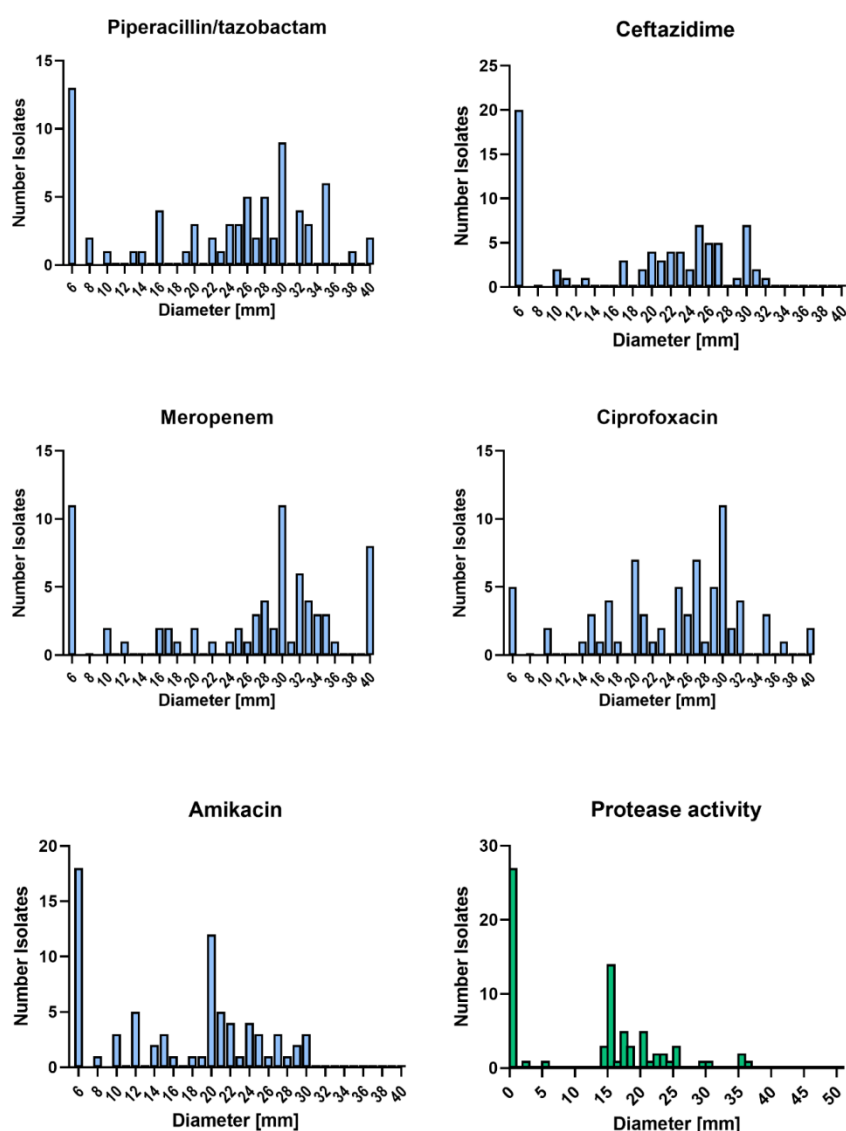 Piperacillin/tazobactam
15
10
5
0
Number Isolates
6 8 10 12 14 16 18 20 22 24 26 28 30 32 34 36 38 40
Diameter [mm]
Ceftazidime
25
20
15
10
5
0
Number Isolates
6 8 10 12 14 16 18 20 22 24 26 28 30 32 34 36 38 40
Diameter [mm]
Meropenem
15
10
5
0
Number Isolates
6 8 10 12 14 16 18 20 22 24 26 28 30 32 34 36 38 40
Diameter [mm]
Ciprofoxacin
15
10
5
0
Number Isolates
6 8 10 12 14 16 18 20 22 24 26 28 30 32 34 36 38 40
Diameter [mm]
Amikacin
20
15
10
5
0
Number Isolates
6 8 10 12 14 16 18 20 22 24 26 28 30 32 34 36 38 40
Diameter [mm]
Protease activity
30
20
10
0
Number Isolates
0 5 10 15 20 25 30 35 40 45 50
Diameter [mm]